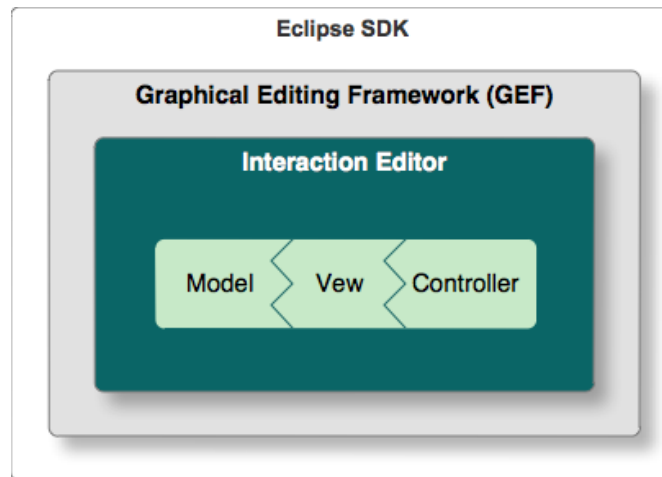 Eclipse SDK
Graphical Editing Framework (GEF)
Interaction Editor
Model Vew Controller